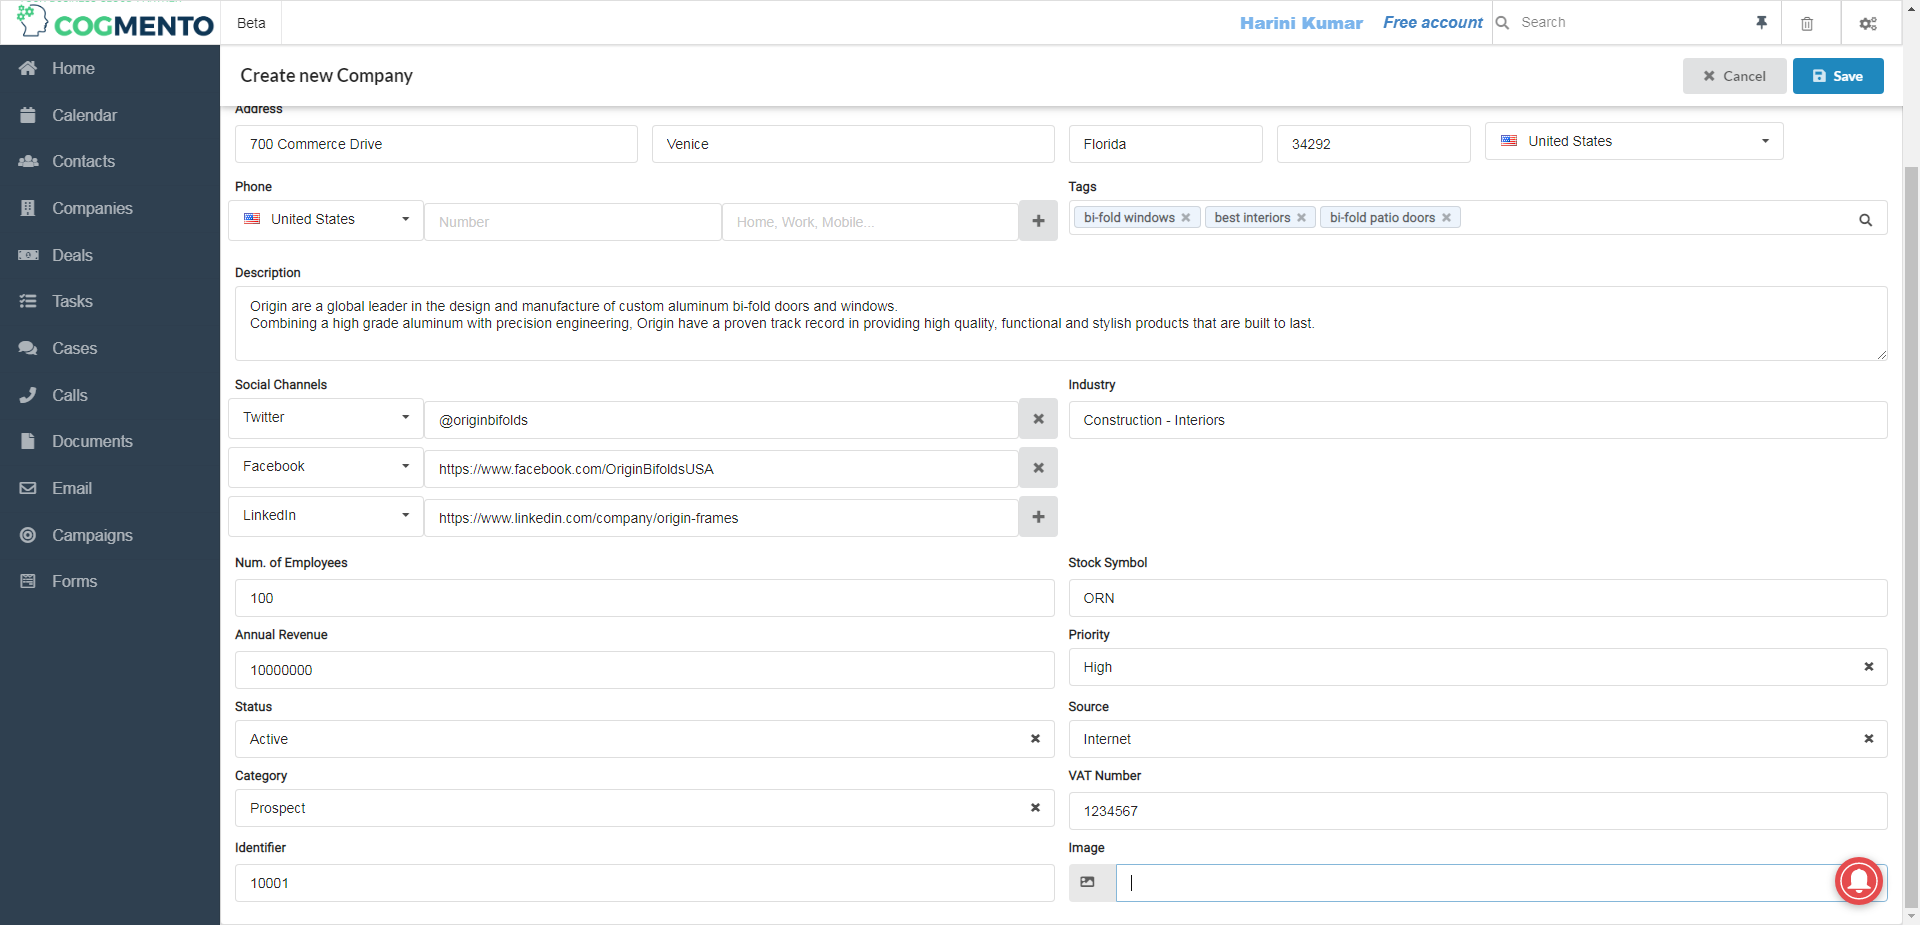 COGMENTO
Beta
Harini Kumar
Free account
Search
Home
Calendar
Contacts
Companies
Deals
Tasks
Cases
Calls
Documents
Email
Campaigns
Forms
Create new Company
Cancel
Save
Address
700 Commerce Drive
Venice
Florida
34292
United States
Phone
Tags
United States
Number
Home, Work, Mobile...
bi-fold windows
best interiors
bi-fold patio doors
Description
Origin are a global leader in the design and manufacture of custom aluminum bi-fold doors and windows.
Combining a high grade aluminum with precision engineering, Origin have a proven track record in providing high quality, functional and stylish products that are built to last.
Social Channels
Industry
Twitter
@originbifolds
Construction - Interiors
Facebook
https://www.facebook.com/OriginBifoldsUSA
LinkedIn
https://www.linkedin.com/company/origin-frames
Num. of Employees
Stock Symbol
100
ORN
Annual Revenue
Priority
10000000
High
Status
Source
Active
Internet
Category
VAT Number
Prospect
1234567
Identifier
Image
10001